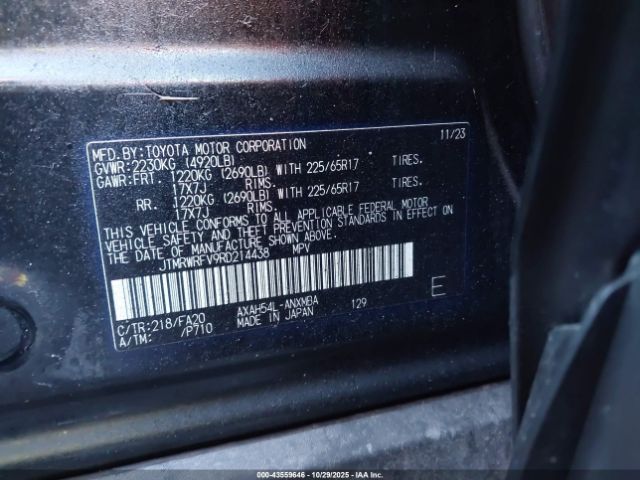 MFD.BY:TOYOTA MOTOR CORPORATION 11/23
GVWR:2230KG (4920LB)
GAWR:FRT. 1220KG (2690LB) WITH 225/65R17 TIRES.
17X7J RIMS.
RR. 1220KG (2690LB) WITH 225/65R17 TIRES.
17X7J RIMS.
THIS VEHICLE CONFORMS TO ALL APPLICABLE FEDERAL MOTOR
VEHICLE SAFETY AND THEFT PREVENTION STANDARDS IN EFFECT ON
THE DATE OF MANUFACTURE SHOWN ABOVE.
JTMRWRFV9RD214438 MPV
C/TR:218/FA20 AXAH54L-ANXMBA 129 E
A/TM: /P710 MADE IN JAPAN
000-43559646 - 10/29/2025 - IAAI.COM